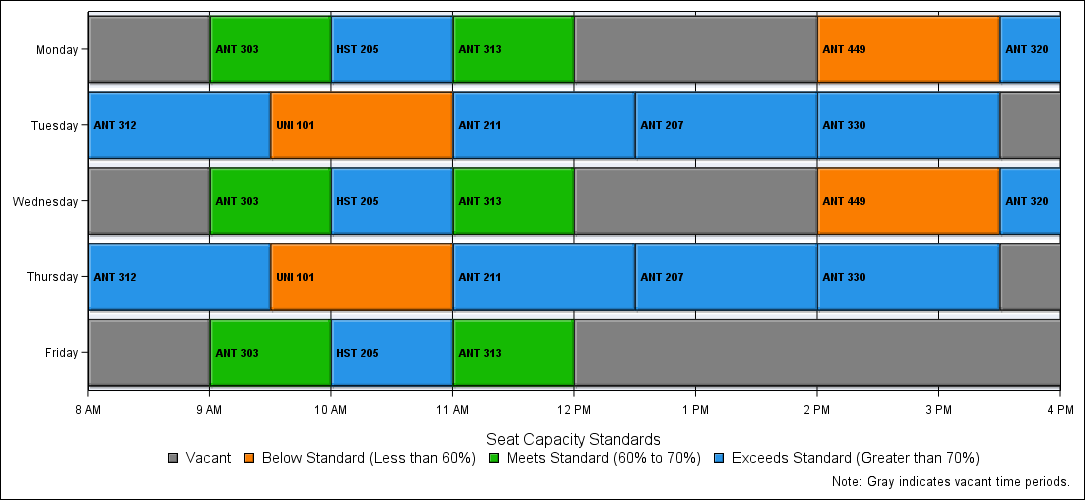 Monday ANT 303 HST 205 ANT 313 ANT 449 ANT 320
Tuesday ANT 312 UNI 101 ANT 211 ANT 207 ANT 330
Wednesday ANT 303 HST 205 ANT 313 ANT 449 ANT 320
Thursday ANT 312 UNI 101 ANT 211 ANT 207 ANT 330
Friday ANT 303 HST 205 ANT 313
8 AM 9 AM 10 AM 11 AM 12 PM 1 PM 2 PM 3 PM 4 PM
Seat Capacity Standards
Vacant Below Standard (Less than 60%) Meets Standard (60% to 70%) Exceeds Standard (Greater than 70%)
Note: Gray indicates vacant time periods.